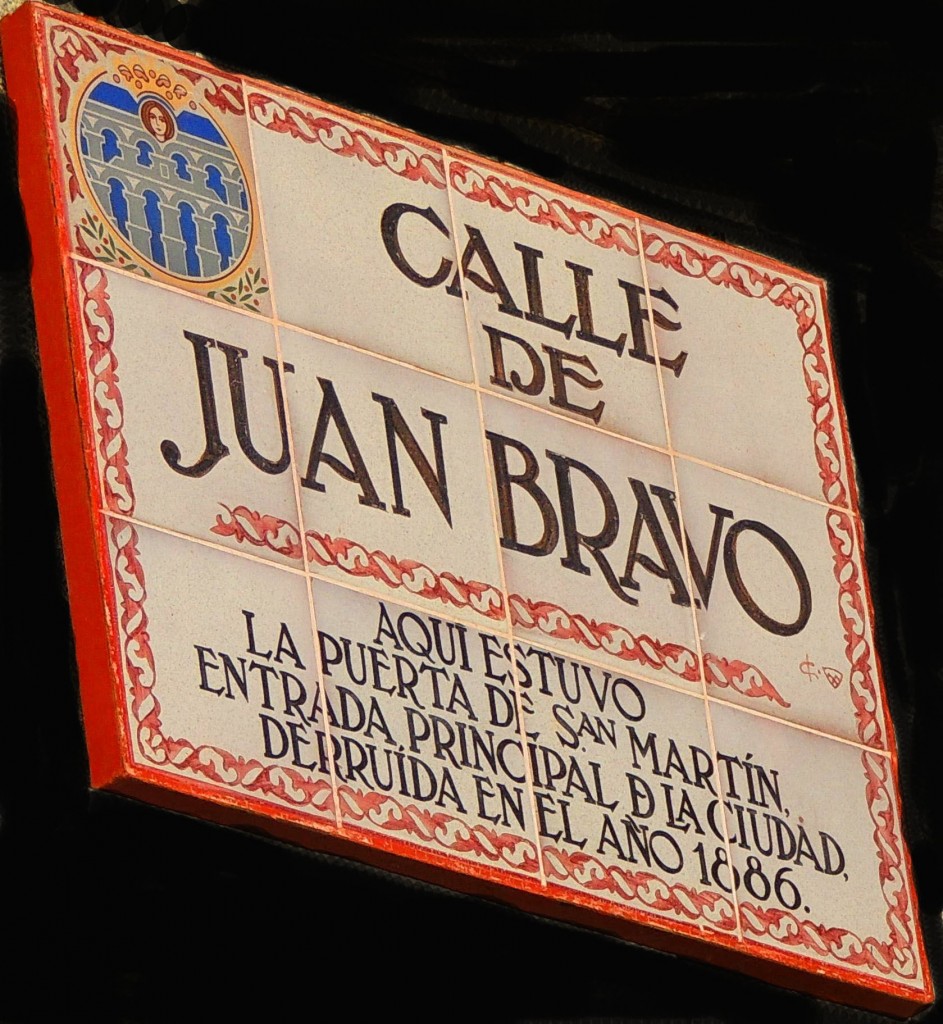 CALLE
DE
JUAN BRAVO
AQUI ESTUVO
LA PUERTA DE SAN MARTÍN,
ENTRADA PRINCIPAL D LA CIUDAD,
DERRUÍDA EN EL AÑO 1886.